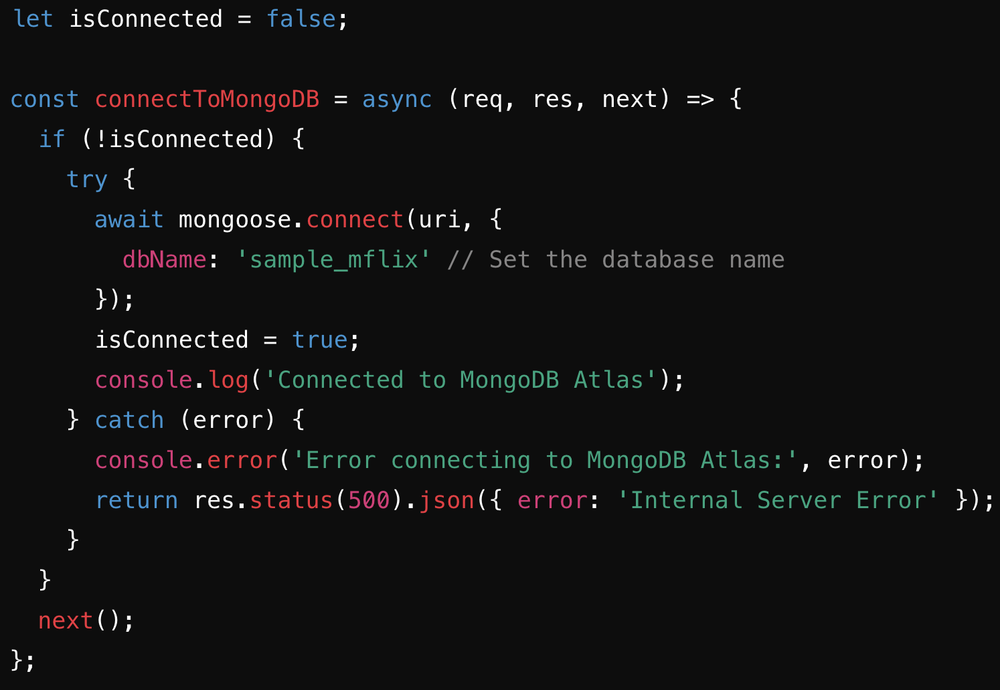 let isConnected = false;

const connectToMongoDB = async (req, res, next) => {
  if (!isConnected) {
    try {
      await mongoose.connect(uri, {
        dbName: 'sample_mflix' // Set the database name
      });
      isConnected = true;
      console.log('Connected to MongoDB Atlas');
    } catch (error) {
      console.error('Error connecting to MongoDB Atlas:', error);
      return res.status(500).json({ error: 'Internal Server Error' });
    }
  }
  next();
};